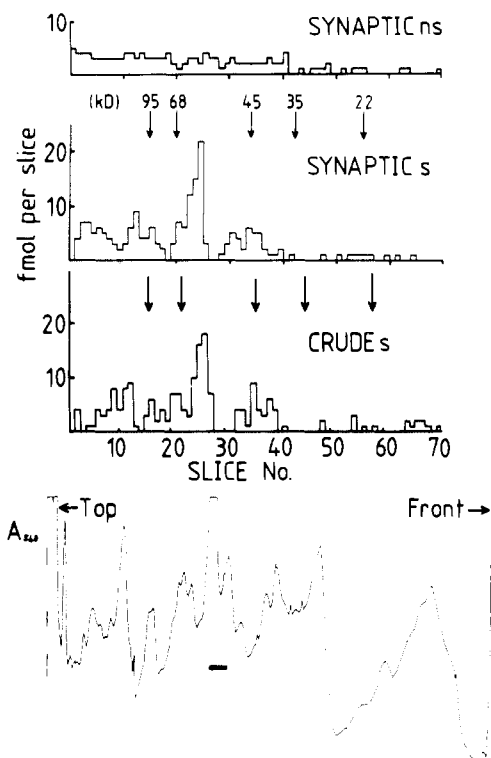 10
SYNAPTIC ns
(kD) 95 68 45 35 22
20
SYNAPTIC s
10
fmol per slice
20
CRUDE s
10
10 20 30 40 50 60 70
SLICE No.
←Top Front→
A₅₄₀